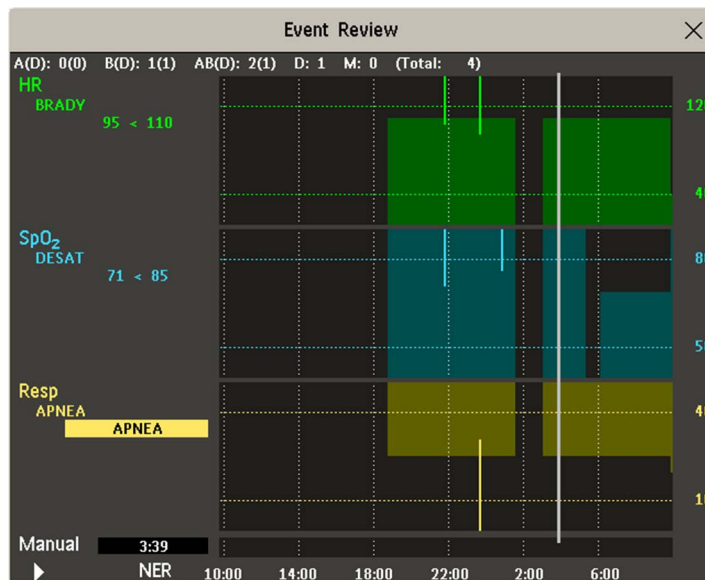 Event Review
A(D): 0(0) B(D): 1(1) AB(D): 2(1) D: 1 M: 0 (Total: 4)
HR
BRADY
95 < 110
SpO₂
DESAT
71 < 85
Resp
APNEA
APNEA
Manual 3:39
NER 10:00 14:00 18:00 22:00 2:00 6:00